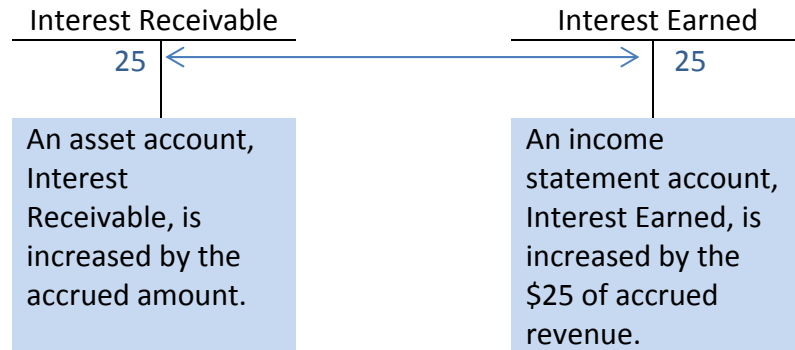 Interest Receivable
25
An asset account,
Interest
Receivable, is
increased by the
accrued amount.
Interest Earned
25
An income
statement account,
Interest Earned, is
increased by the
$25 of accrued
revenue.